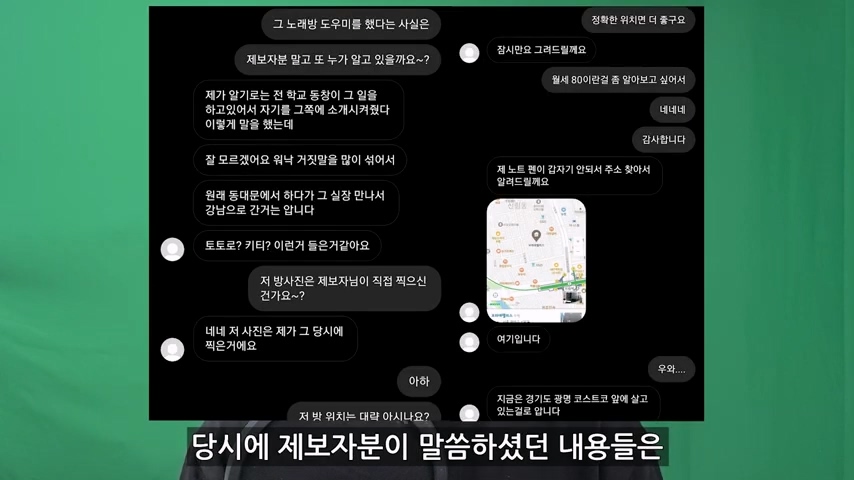 그 노래방 도우미를 했다는 사실은
제보자분 말고 또 누가 알고 있을까요~?
제가 알기로는 전 학교 동창이 그 일을
하고있어서 자기를 그쪽에 소개시켜줬다
이렇게 말을 했는데
잘 모르겠어요 워낙 거짓말을 많이 섞어서
원래 동대문에서 하다가 그 실장 만나서
강남으로 간거는 압니다
토토로? 키티? 이런거 들은거같아요
저 방사진은 제보자님이 직접 찍으신
건가요~?
네네 저 사진은 제가 그 당시에
찍은거에요
아하
저 방 위치는 대략 아시나요?
정확한 위치면 더 좋구요
잠시만요 그려드릴께요
월세 80이란걸 좀 알아보고 싶어서
네네네
감사합니다
제 노트 펜이 갑자기 안되서 주소 찾아서
알려드릴께요
여기입니다
우와....
지금은 경기도 광명 코스트코 앞에 살고
있는걸로 압니다
당시에 제보자분이 말씀하셨던 내용들은